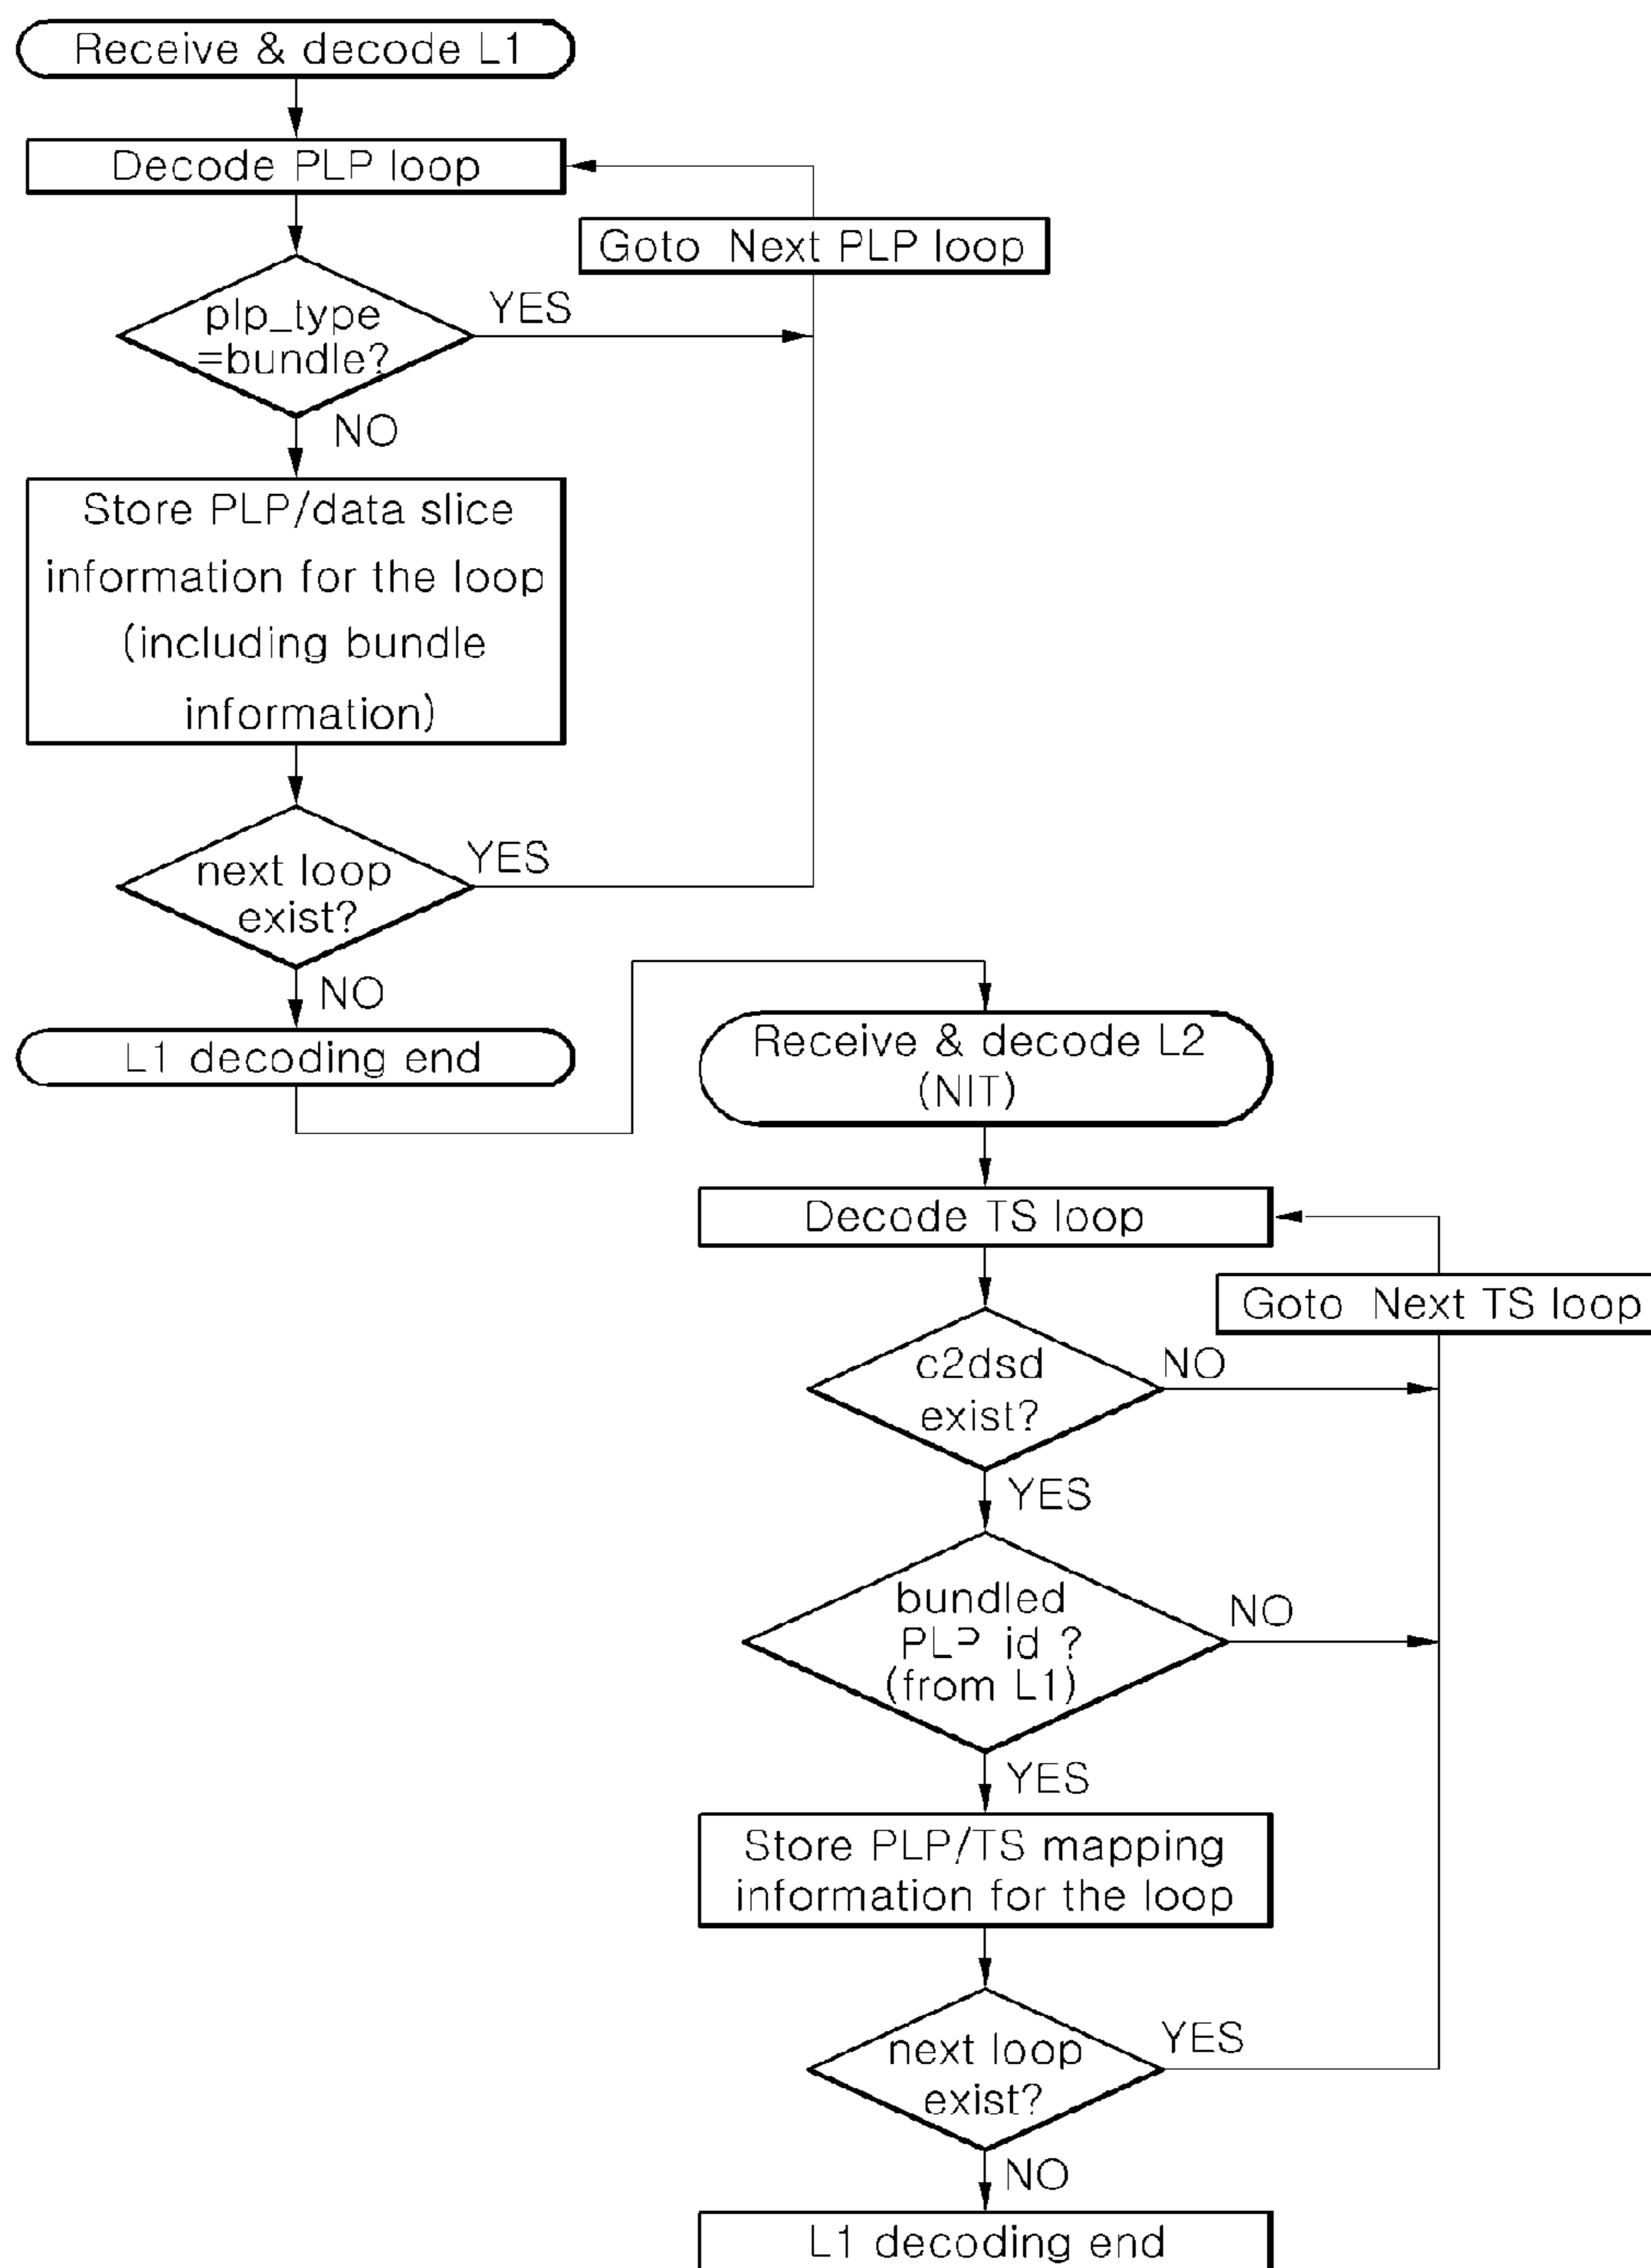 Receive & decode L1
Decode PLP loop
Goto Next PLP loop
plp_type
=bundle?
YES
NO
Store PLP/data slice
information for the loop
(including bundle
information)
next loop
exist?
YES
NO
L1 decoding end
Receive & decode L2
(NIT)
Decode TS loop
Goto Next TS loop
c2dsd
exist?
NO
YES
bundled
PLP id ?
(from L1)
NO
YES
Store PLP/TS mapping
information for the loop
next loop
exist?
YES
NO
L1 decoding end